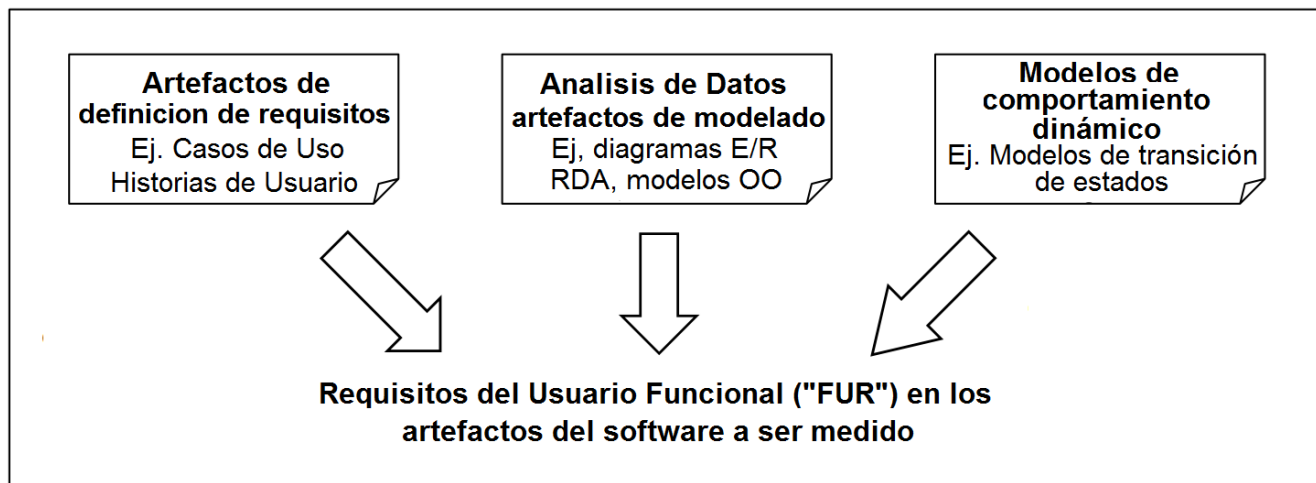 Artefactos de
definicion de requisitos
Ej. Casos de Uso
Historias de Usuario
Analisis de Datos
artefactos de modelado
Ej, diagramas E/R
RDA, modelos OO
Modelos de
comportamiento
dinámico
Ej. Modelos de transición
de estados
Requisitos del Usuario Funcional ("FUR") en los
artefactos del software a ser medido